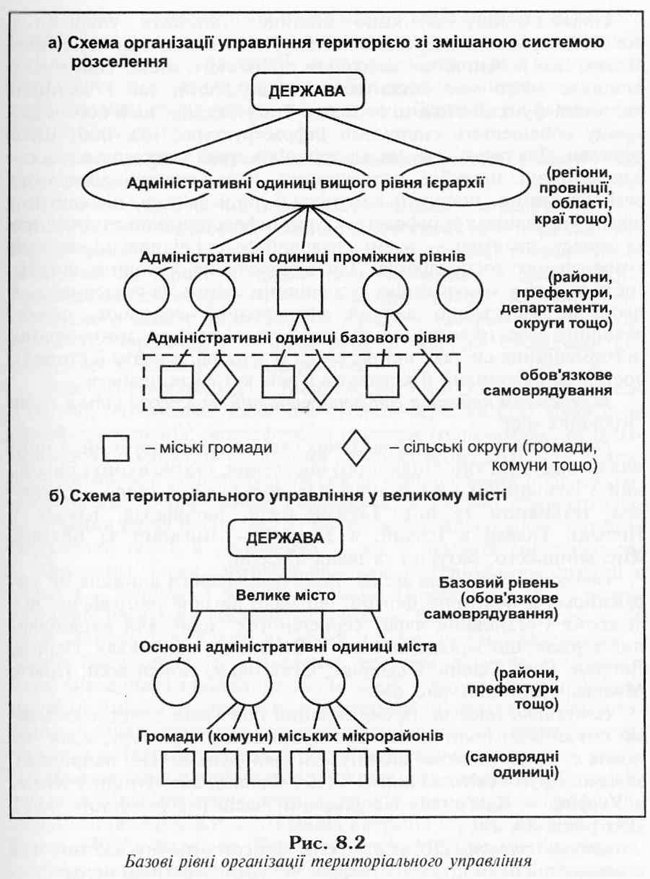 а) Схема організації управління територією зі змішаною системою
розселення
ДЕРЖАВА
Адміністративні одиниці вищого рівня ієрархії
(регіони,
провінції,
області,
краї тощо)
Адміністративні одиниці проміжних рівнів
(райони,
префектури,
департаменти,
округи тощо)
Адміністративні одиниці базового рівня
обов'язкове
самоврядування
– міські громади
– сільські округи (громади,
комуни тощо)
б) Схема територіального управління у великому місті
ДЕРЖАВА
Велике місто
Базовий рівень
(обов'язкове
самоврядування)
Основні адміністративні одиниці міста
(райони,
префектури
тощо)
Громади (комуни) міських мікрорайонів
(самоврядні
одиниці)
Рис. 8.2
Базові рівні організації територіального управління